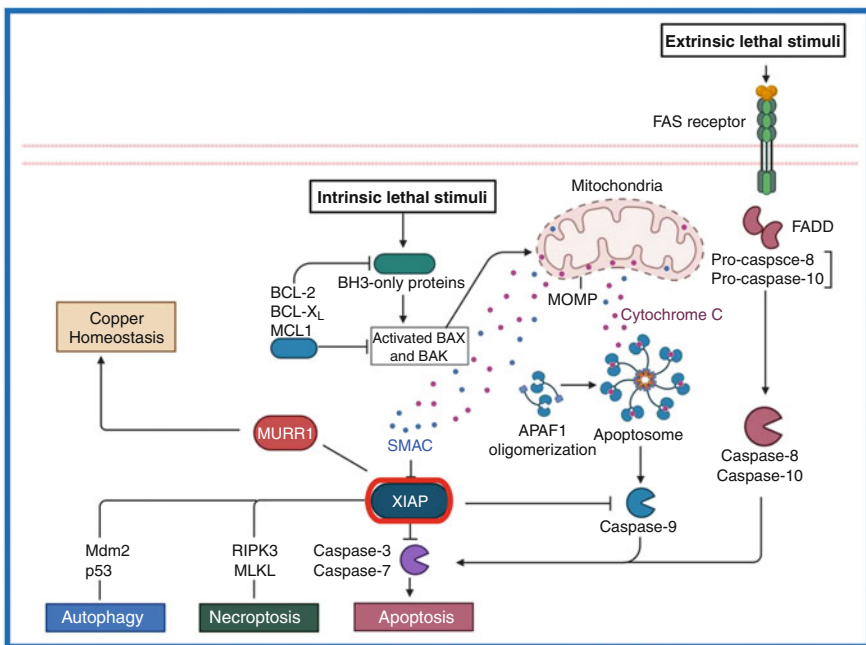 Extrinsic lethal stimuli
FAS receptor
Mitochondria
Intrinsic lethal stimuli
FADD
Pro-caspsce-8
Pro-caspase-10
BH3-only proteins
BCL-2
BCL-XL
MCL1
MOMP
Cytochrome C
Copper
Homeostasis
Activated BAX
and BAK
MURR1
SMAC
APAF1
oligomerization
Apoptosome
Caspase-8
Caspase-10
XIAP
Caspase-9
Mdm2
p53
RIPK3
MLKL
Caspase-3
Caspase-7
Autophagy
Necroptosis
Apoptosis